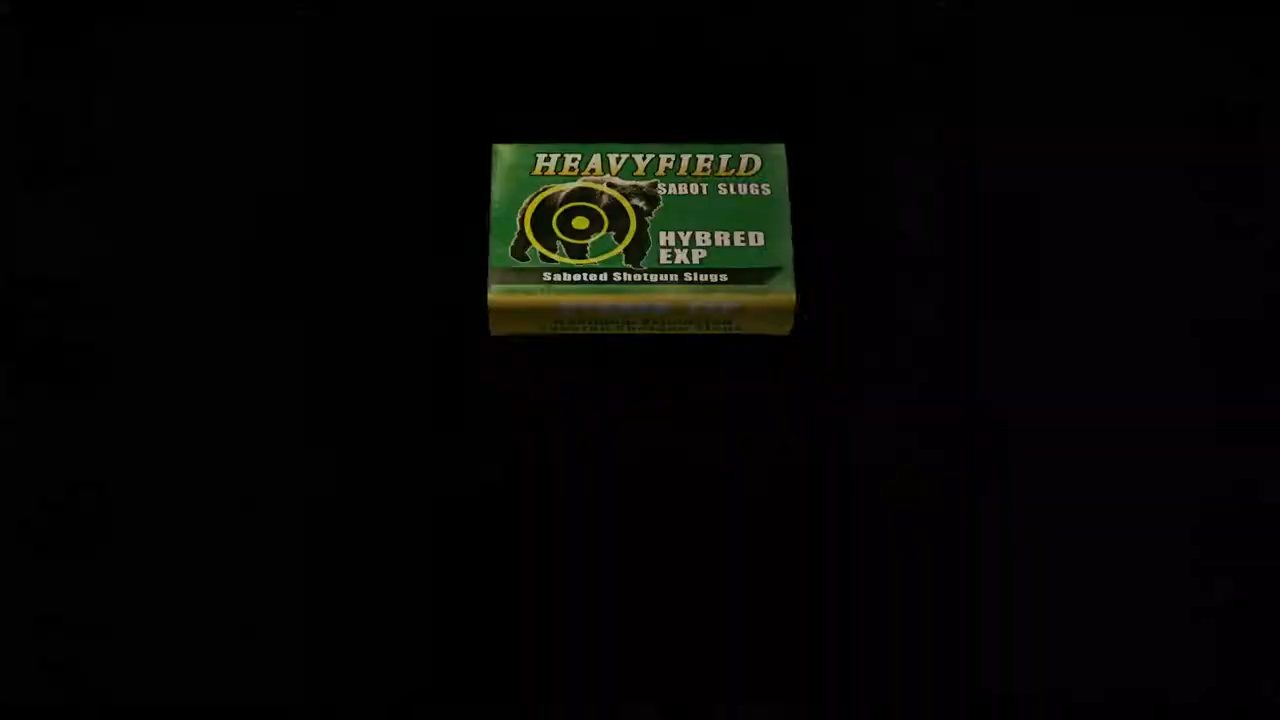 HEAVYFIELD
SABOT SLUGS
HYBRED
EXP
Saboted Shotgun Slugs